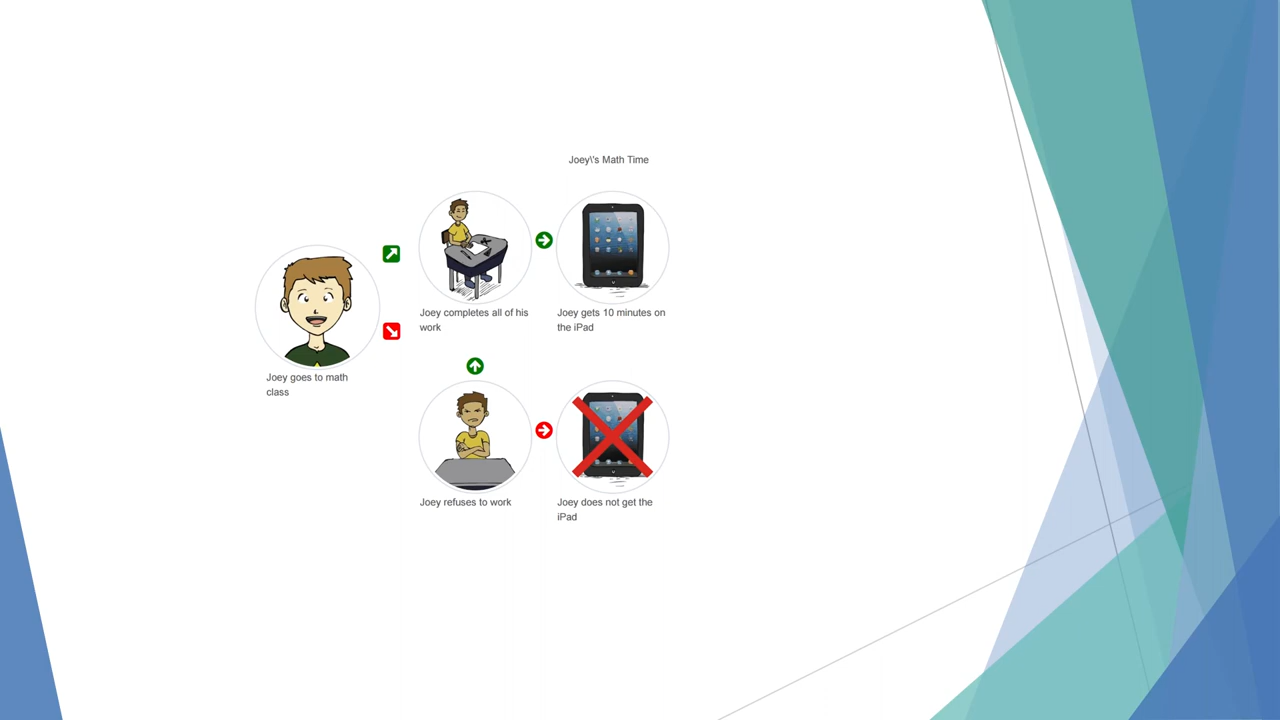 Joey\'s Math Time
Joey completes all of his
work
Joey gets 10 minutes on
the iPad
Joey goes to math
class
Joey refuses to work
Joey does not get the
iPad